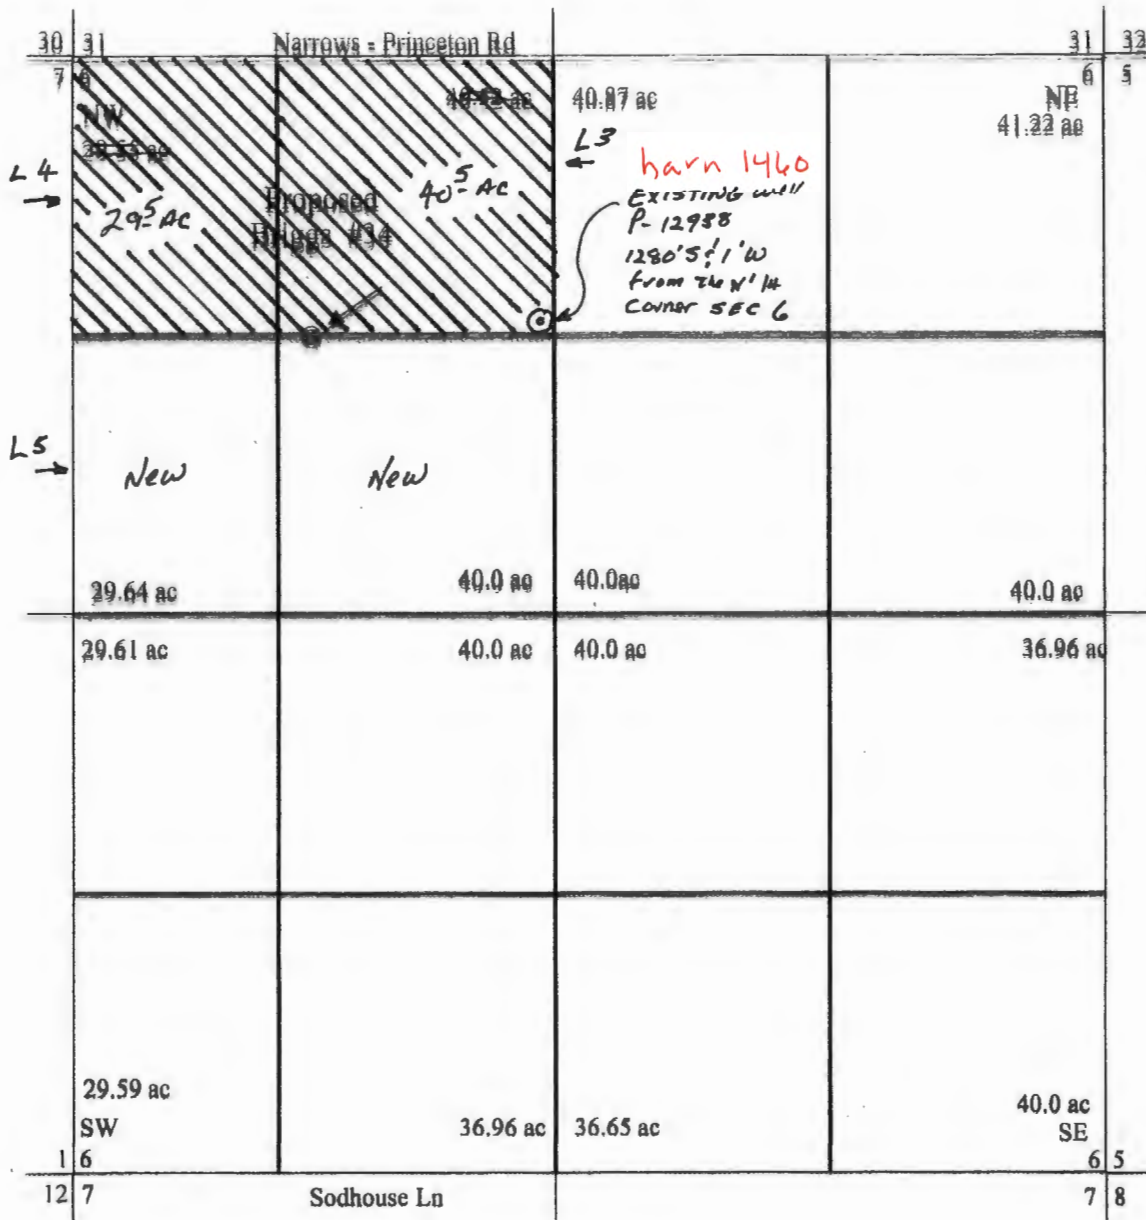 30 31 Narrows - Princeton Rd 31 32
7 6 6 5
NW 40.87 ac NE
41.22 ac
L3
harn 1460
L4
29.5 AC
Proposed
40.5 AC
EXISTING well
P-12938
1280'S & 1'W
from the N 1/4
Corner SEC 6
L5
New New
29.64 ac 40.0 ac 40.0ac 40.0 ac
29.61 ac 40.0 ac 40.0 ac 36.96 ac
29.59 ac 40.0 ac
SW 36.96 ac 36.65 ac SE
1 6 6 5
12 7 Sodhouse Ln 7 8